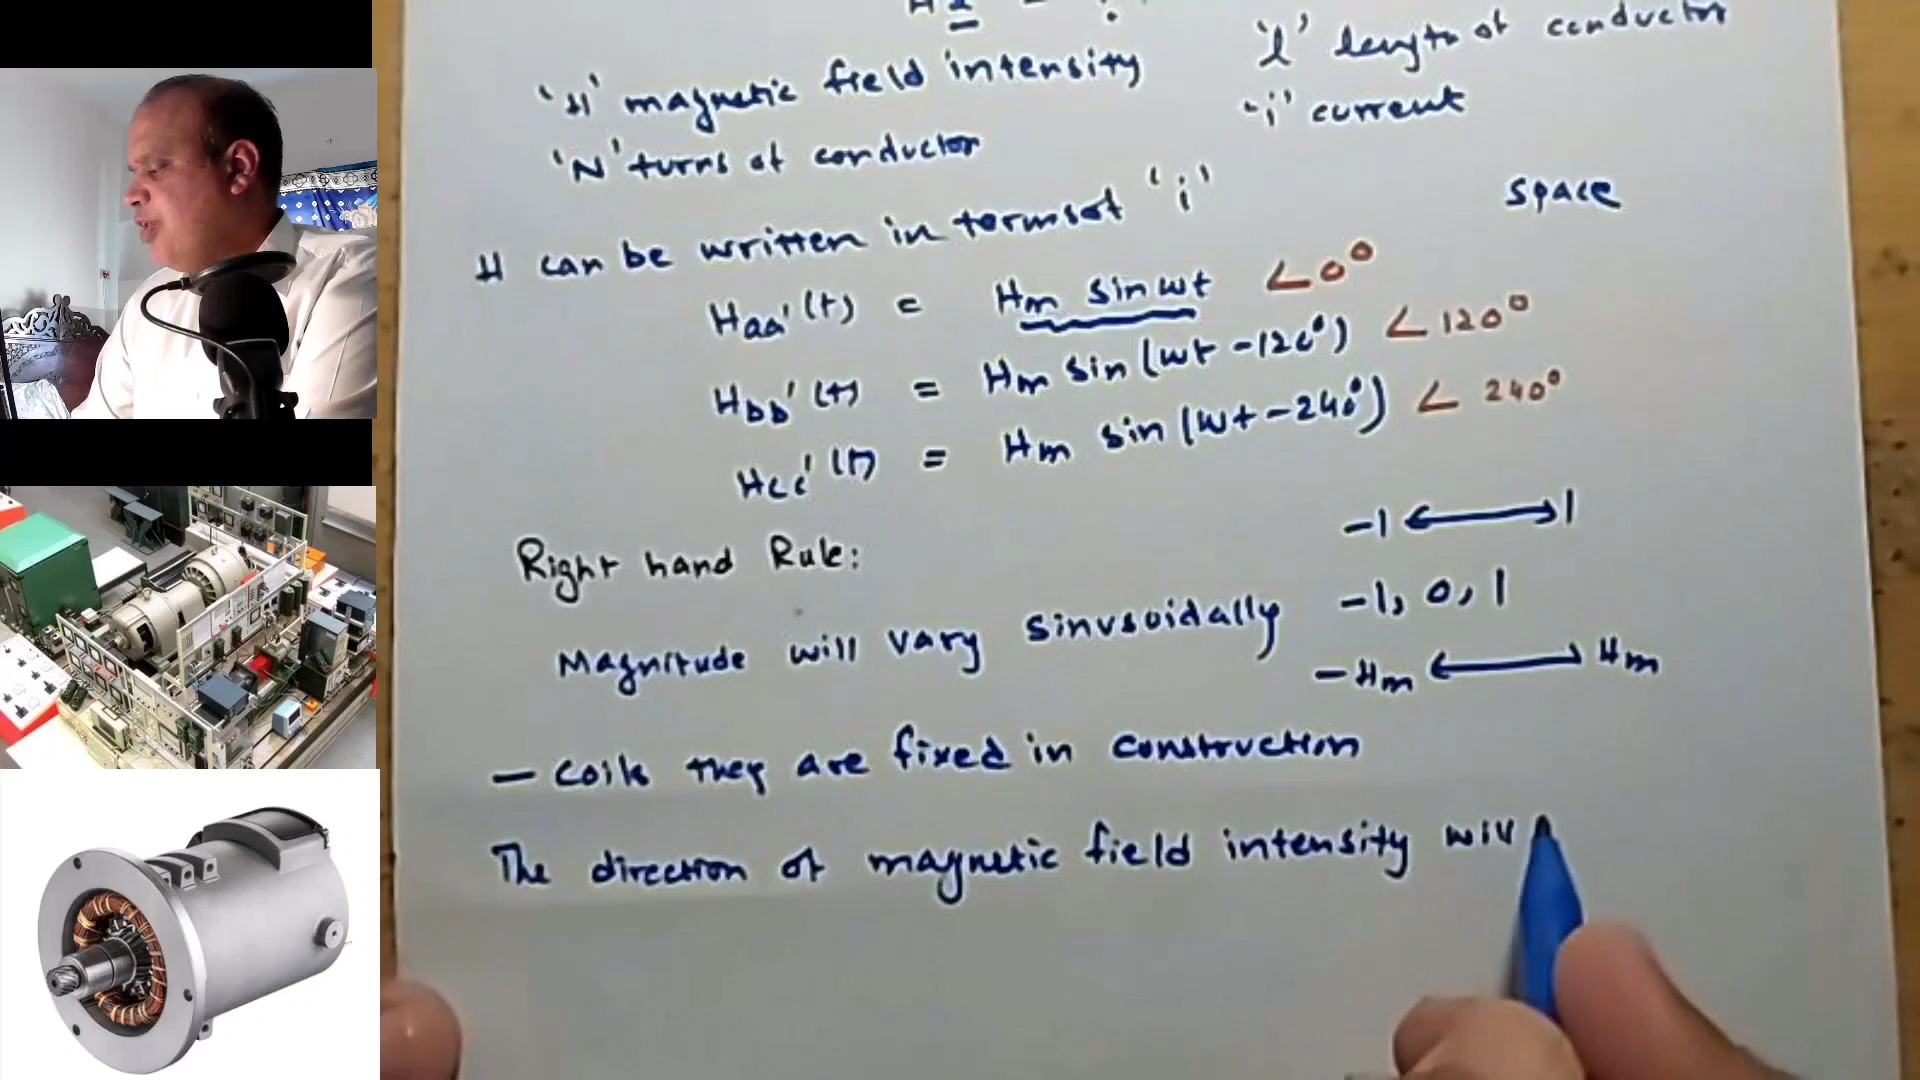 'H' magnetic field intensity
'l' length of conductor
'N' turns of conductor
'i' current
H can be written in terms of 'i'
space
Haa'(t) = Hm sin wt ∠0°
Hbb'(t) = Hm sin (wt - 120°) ∠120°
Hcc'(t) = Hm sin (wt - 240°) ∠ 240°
Right hand Rule:
-1 ↔ 1
-1, 0, 1
Magnitude will vary sinusoidally
-Hm ↔ Hm
- coils they are fixed in construction
The direction of magnetic field intensity will